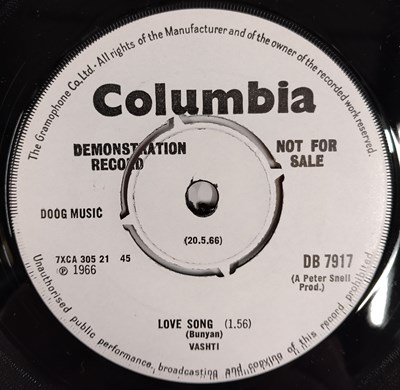 The Gramophone Co. Ltd. · All rights of the Manufacturer and of the owner of the recorded work reserved.
Columbia
DEMONSTRATION
RECORD
NOT FOR
SALE
DOOG MUSIC
(20.5.66)
7XCA 305 21 45
℗ 1966
DB 7917
(A Peter Snell
Prod.)
LOVE SONG (1.56)
(Bunyan)
VASHTI
Unauthorised public performance, broadcasting and copying of this record prohibited